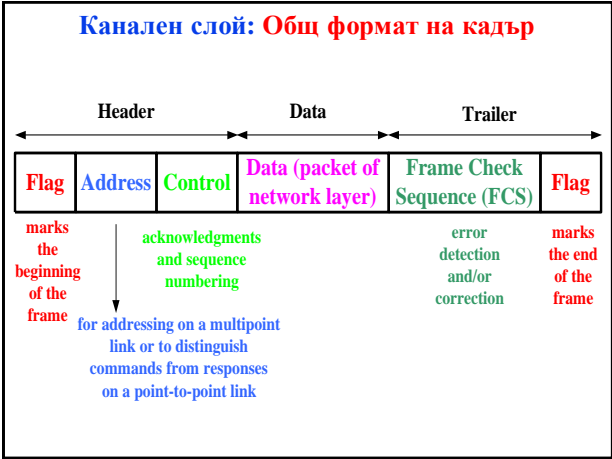 Канален слой: Общ формат на кадър
Header Data Trailer
Flag Address Control Data (packet of network layer) Frame Check Sequence (FCS) Flag
marks
the
beginning
of the
frame
acknowledgments
and sequence
numbering
error
detection
and/or
correction
marks
the end
of the
frame
for addressing on a multipoint
link or to distinguish
commands from responses
on a point-to-point link